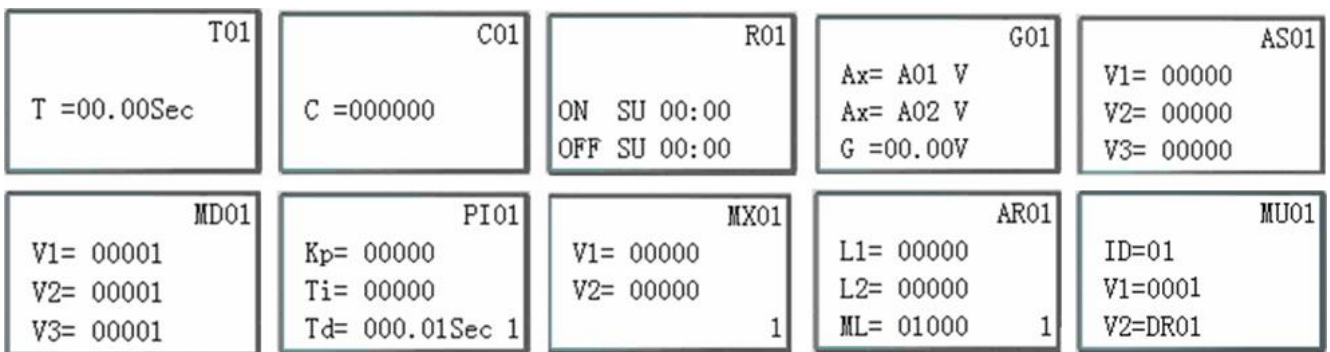 T01
T =00.00Sec
C01
C =000000
R01
ON SU 00:00
OFF SU 00:00
G01
Ax= A01 V
Ax= A02 V
G =00.00V
AS01
V1= 00000
V2= 00000
V3= 00000
MD01
V1= 00001
V2= 00001
V3= 00001
PI01
Kp= 00000
Ti= 00000
Td= 000.01Sec 1
MX01
V1= 00000
V2= 00000
1
AR01
L1= 00000
L2= 00000
ML= 01000 1
MU01
ID=01
V1=0001
V2=DR01